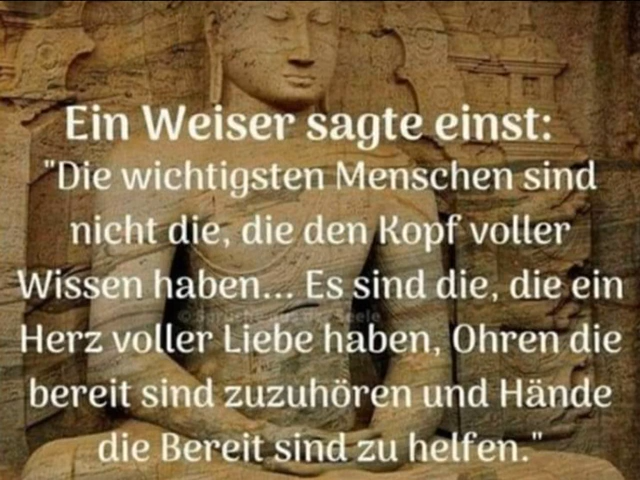 Ein Weiser sagte einst:
"Die wichtigsten Menschen sind
nicht die, die den Kopf voller
Wissen haben... Es sind die, die ein
Herz voller Liebe haben, Ohren die
bereit sind zuzuhören und Hände
die Bereit sind zu helfen."